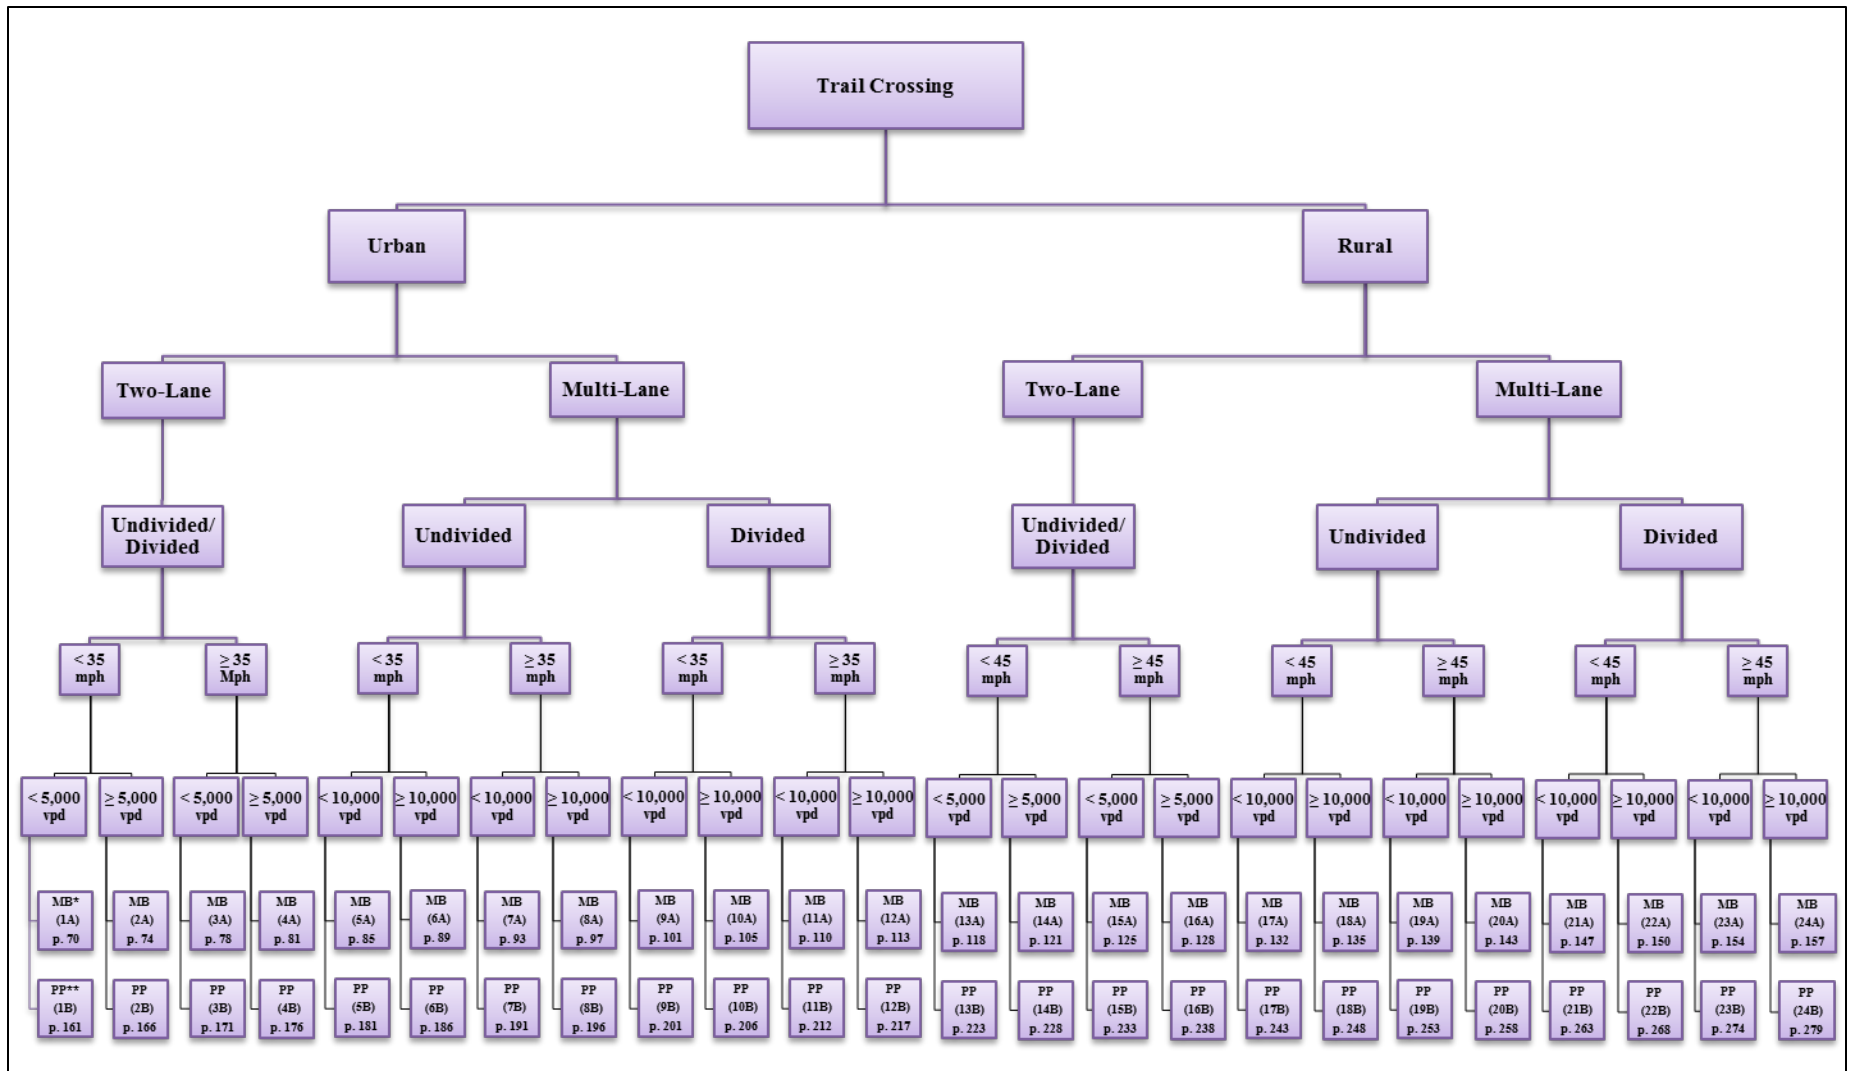 Trail Crossing
Urban
Rural
Two-Lane
Multi-Lane
Two-Lane
Multi-Lane
Undivided/
Divided
Undivided
Divided
Undivided/
Divided
Undivided
Divided
< 35
mph
≥ 35
Mph
< 35
mph
≥ 35
mph
< 35
mph
≥ 35
mph
< 45
mph
≥ 45
mph
< 45
mph
≥ 45
mph
< 45
mph
≥ 45
mph
< 5,000
vpd
≥ 5,000
vpd
< 5,000
vpd
≥ 5,000
vpd
< 10,000
vpd
≥ 10,000
vpd
< 10,000
vpd
≥ 10,000
vpd
< 10,000
vpd
≥ 10,000
vpd
< 10,000
vpd
≥ 10,000
vpd
< 5,000
vpd
≥ 5,000
vpd
< 5,000
vpd
≥ 5,000
vpd
< 10,000
vpd
≥ 10,000
vpd
< 10,000
vpd
≥ 10,000
vpd
< 10,000
vpd
≥ 10,000
vpd
< 10,000
vpd
≥ 10,000
vpd
MB*
(1A)
p. 70
MB
(2A)
p. 74
MB
(3A)
p. 78
MB
(4A)
p. 81
MB
(5A)
p. 85
MB
(6A)
p. 89
MB
(7A)
p. 93
MB
(8A)
p. 97
MB
(9A)
p. 101
MB
(10A)
p. 105
MB
(11A)
p. 110
MB
(12A)
p. 113
MB
(13A)
p. 118
MB
(14A)
p. 121
MB
(15A)
p. 125
MB
(16A)
p. 128
MB
(17A)
p. 132
MB
(18A)
p. 135
MB
(19A)
p. 139
MB
(20A)
p. 143
MB
(21A)
p. 147
MB
(22A)
p. 150
MB
(23A)
p. 154
MB
(24A)
p. 157
PP**
(1B)
p. 161
PP
(2B)
p. 166
PP
(3B)
p. 171
PP
(4B)
p. 176
PP
(5B)
p. 181
PP
(6B)
p. 186
PP
(7B)
p. 191
PP
(8B)
p. 196
PP
(9B)
p. 201
PP
(10B)
p. 206
PP
(11B)
p. 212
PP
(12B)
p. 217
PP
(13B)
p. 223
PP
(14B)
p. 228
PP
(15B)
p. 233
PP
(16B)
p. 238
PP
(17B)
p. 243
PP
(18B)
p. 248
PP
(19B)
p. 253
PP
(20B)
p. 258
PP
(21B)
p. 263
PP
(22B)
p. 268
PP
(23B)
p. 274
PP
(24B)
p. 279